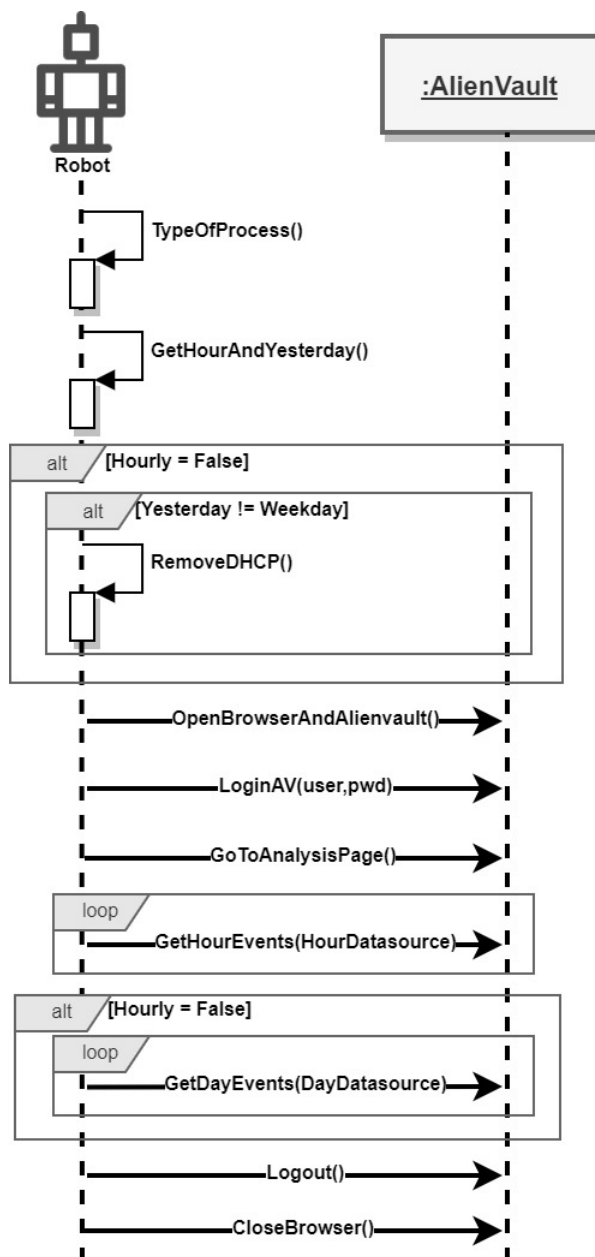 :AlienVault
Robot
TypeOfProcess()
GetHourAndYesterday()
alt [Hourly = False]
alt [Yesterday != Weekday]
RemoveDHCP()
OpenBrowserAndAlienvault()
LoginAV(user,pwd)
GoToAnalysisPage()
loop
GetHourEvents(HourDatasource)
alt [Hourly = False]
loop
GetDayEvents(DayDatasource)
Logout()
CloseBrowser()